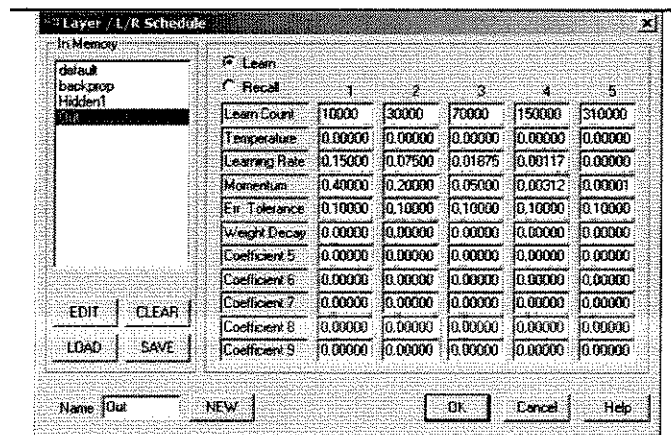 Layer / L/R Schedule
In Memory
default
backprop
Hidden1
Out
Learn
Recall
1 2 3 4 5
Learn Count 10000 30000 70000 150000 310000
Temperature 0.00000 0.00000 0.00000 0.00000 0.00000
Learning Rate 0.15000 0.07500 0.01875 0.00117 0.00000
Momentum 0.40000 0.20000 0.05000 0.00312 0.00001
Err. Tolerance 0.10000 0.10000 0.10000 0.10000 0.10000
Weight Decay 0.00000 0.00000 0.00000 0.00000 0.00000
Coefficient 5 0.00000 0.00000 0.00000 0.00000 0.00000
Coefficient 6 0.00000 0.00000 0.00000 0.00000 0.00000
Coefficient 7 0.00000 0.00000 0.00000 0.00000 0.00000
Coefficient 8 0.00000 0.00000 0.00000 0.00000 0.00000
Coefficient 9 0.00000 0.00000 0.00000 0.00000 0.00000
EDIT CLEAR
LOAD SAVE
Name Out NEW OK Cancel Help